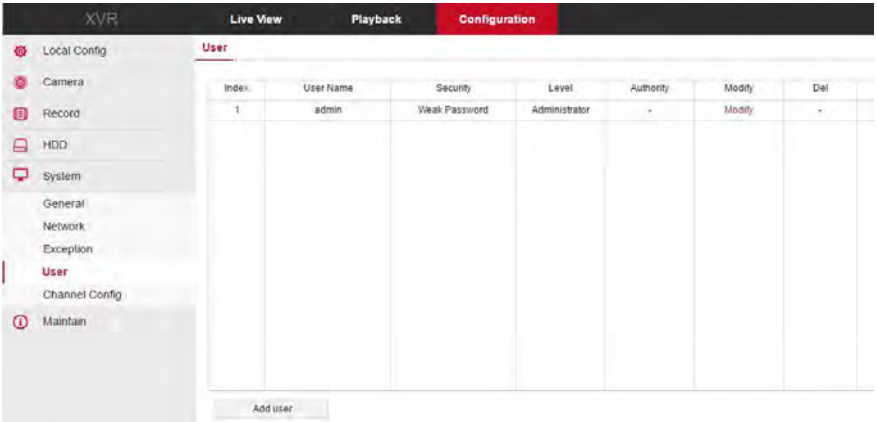 XVR Live View Playback Configuration
Local Config
Camera
Record
HDD
System
General
Network
Exception
User
Channel Config
Maintain
User
Index User Name Security Level Authority Modify Del
1 admin Weak Password Administrator - Modify -
Add user